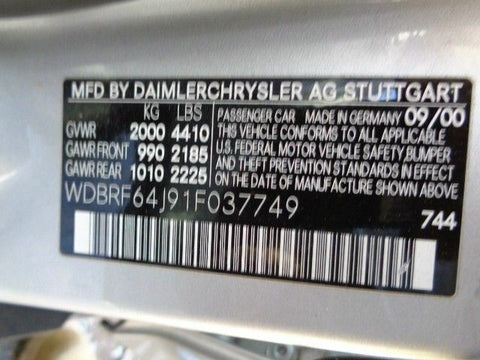 MFD BY DAIMLERCHRYSLER AG STUTTGART
KG LBS
GVWR 2000 4410
GAWR FRONT 990 2185
GAWR REAR 1010 2225
PASSENGER CAR MADE IN GERMANY 09/00
THIS VEHICLE CONFORMS TO ALL APPLICABLE
U.S. FEDERAL MOTOR VEHICLE SAFETY, BUMPER
AND THEFT PREVENTION STANDARDS IN EFFECT
ON THE DATE OF MANUFACTURE SHOWN ABOVE
WDBRF64J91F037749
744